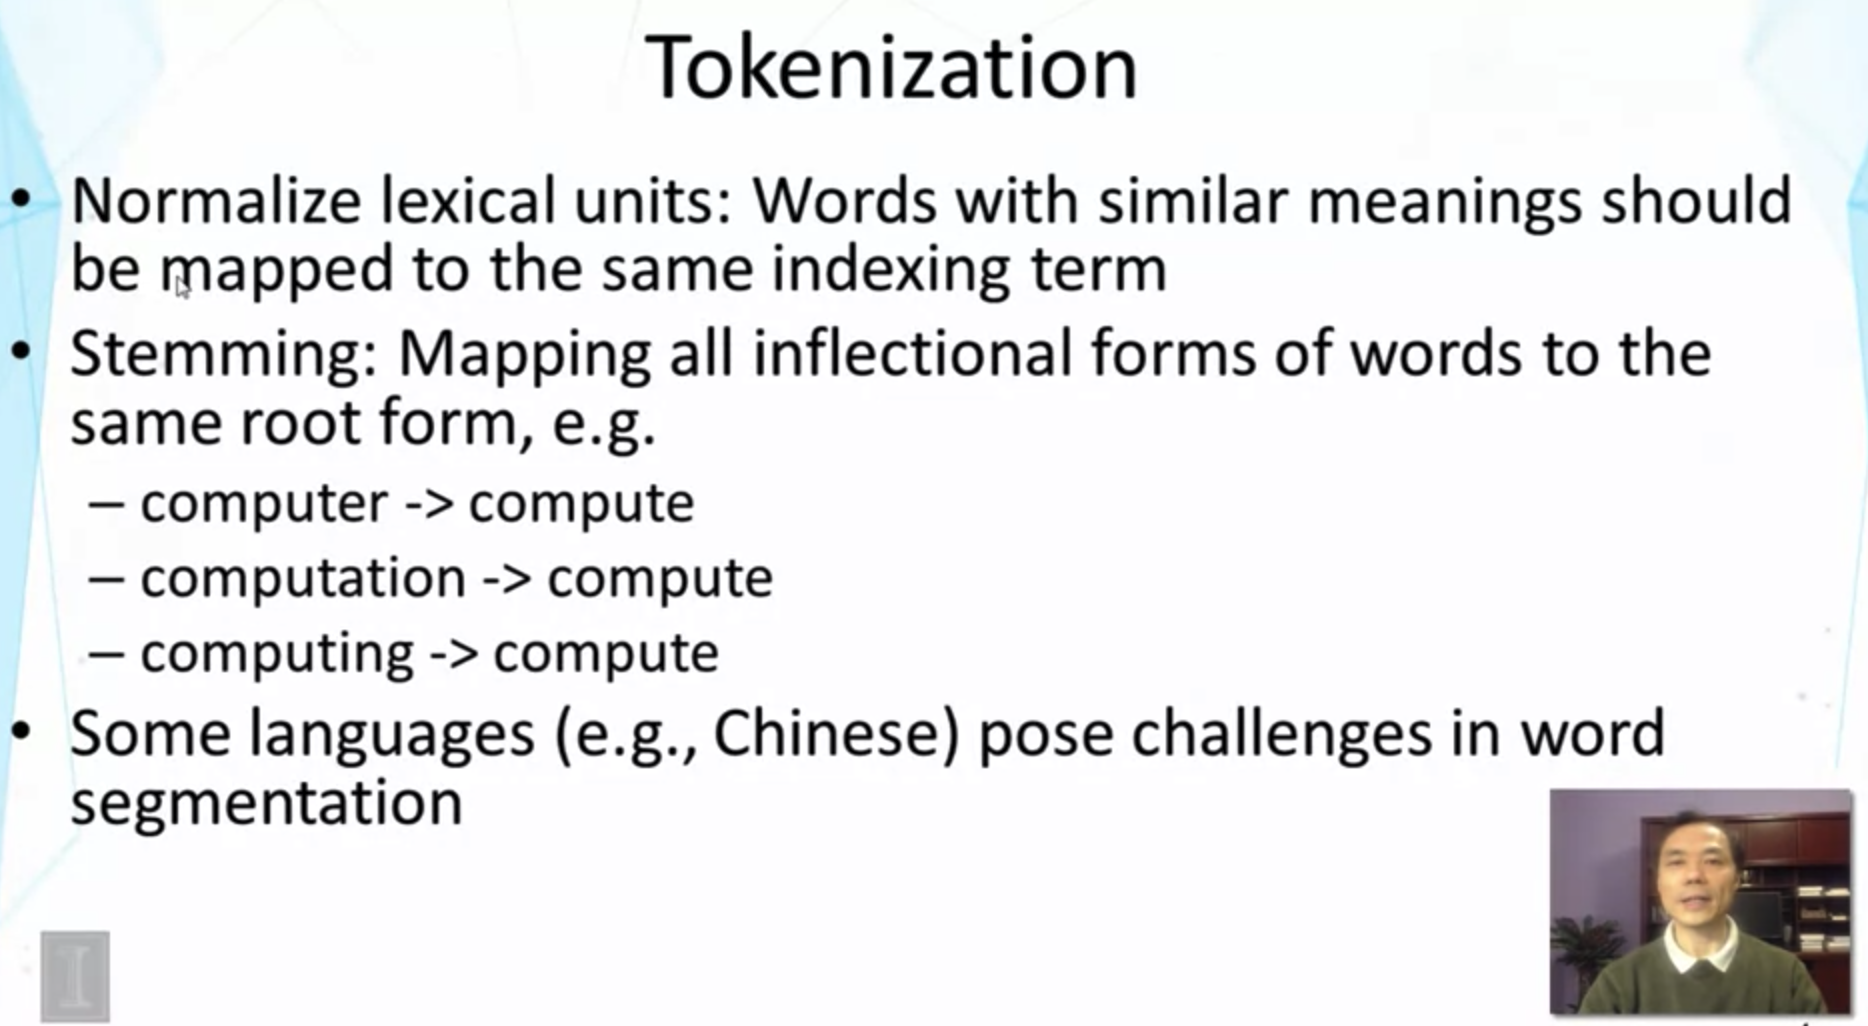 Tokenization
• Normalize lexical units: Words with similar meanings should
be mapped to the same indexing term
• Stemming: Mapping all inflectional forms of words to the
same root form, e.g.
– computer -> compute
– computation -> compute
– computing -> compute
• Some languages (e.g., Chinese) pose challenges in word
segmentation
I